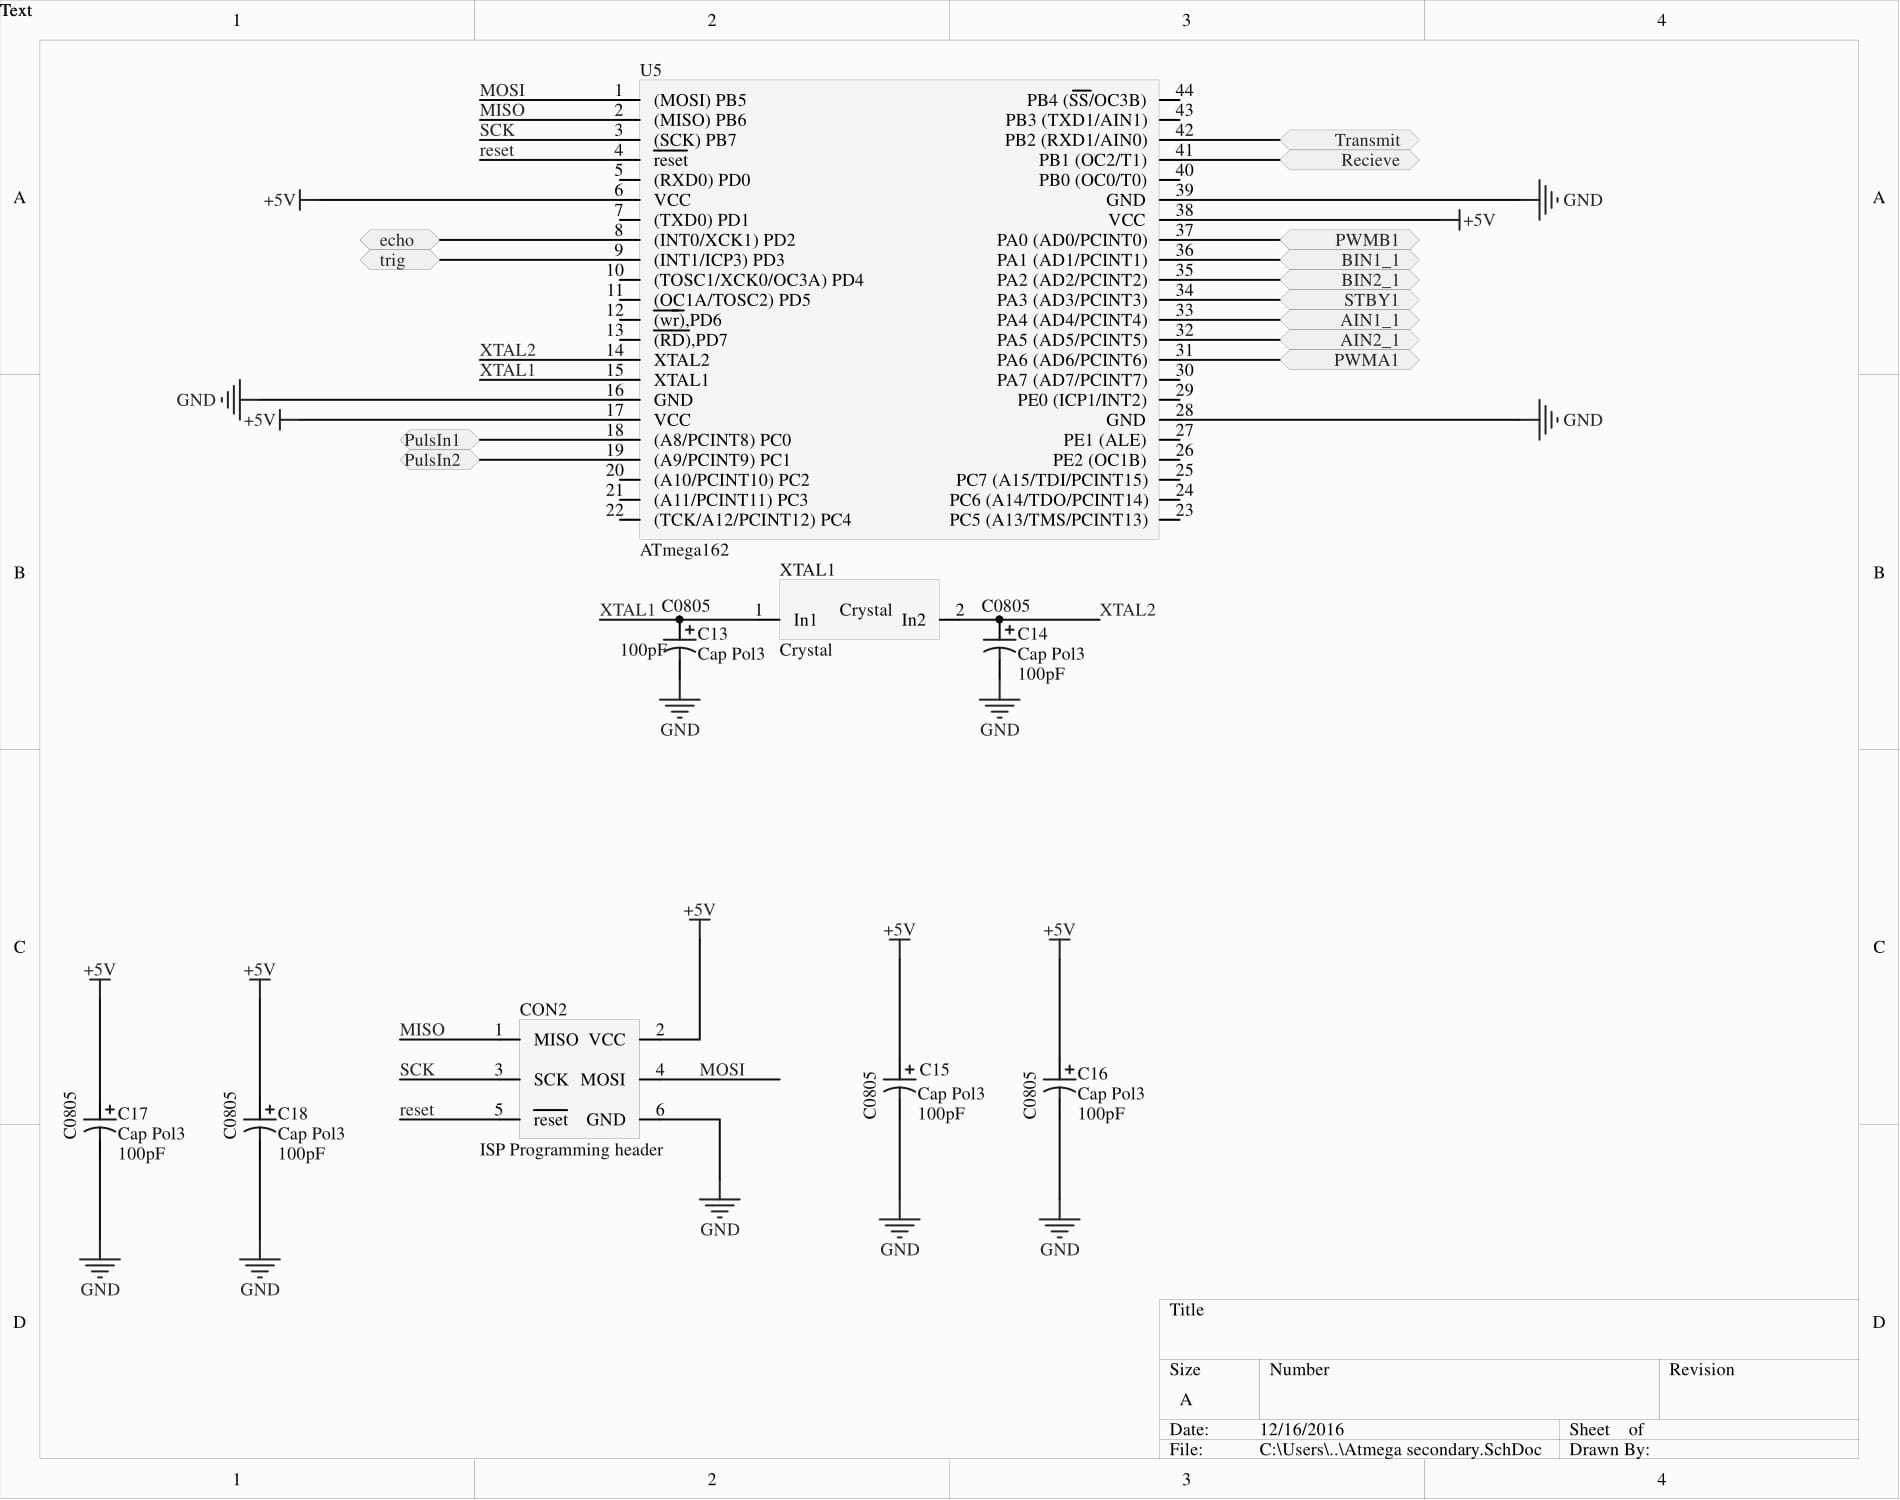 Text
1 2 3 4
A A
B B
C C
D D
U5
MOSI 1 (MOSI) PB5
MISO 2 (MISO) PB6
SCK 3 (SCK) PB7
reset 4 reset
5 (RXD0) PD0
+5V 6 VCC
7 (TXD0) PD1
echo 8 (INT0/XCK1) PD2
trig 9 (INT1/ICP3) PD3
10 (TOSC1/XCK0/OC3A) PD4
11 (OC1A/TOSC2) PD5
12 (wr),PD6
13 (RD),PD7
XTAL2 14 XTAL2
XTAL1 15 XTAL1
GND 16 GND
+5V 17 VCC
PulsIn1 18 (A8/PCINT8) PC0
PulsIn2 19 (A9/PCINT9) PC1
20 (A10/PCINT10) PC2
21 (A11/PCINT11) PC3
22 (TCK/A12/PCINT12) PC4
PB4 (SS/OC3B) 44
PB3 (TXD1/AIN1) 43
PB2 (RXD1/AIN0) 42 Transmit
PB1 (OC2/T1) 41 Recieve
PB0 (OC0/T0) 40
GND 39 GND
VCC 38 +5V
PA0 (AD0/PCINT0) 37 PWMB1
PA1 (AD1/PCINT1) 36 BIN1_1
PA2 (AD2/PCINT2) 35 BIN2_1
PA3 (AD3/PCINT3) 34 STBY1
PA4 (AD4/PCINT4) 33 AIN1_1
PA5 (AD5/PCINT5) 32 AIN2_1
PA6 (AD6/PCINT6) 31 PWMA1
PA7 (AD7/PCINT7) 30
PE0 (ICP1/INT2) 29
GND 28 GND
PE1 (ALE) 27
PE2 (OC1B) 26
PC7 (A15/TDI/PCINT15) 25
PC6 (A14/TDO/PCINT14) 24
PC5 (A13/TMS/PCINT13) 23
ATmega162
XTAL1
XTAL1 C0805 1 In1 Crystal In2 2 C0805 XTAL2
Crystal
C13
Cap Pol3
100pF
GND
C14
Cap Pol3
100pF
GND
+5V
C0805
C17
Cap Pol3
100pF
GND
+5V
C0805
C18
Cap Pol3
100pF
GND
+5V
CON2
MISO 1 MISO VCC 2
SCK 3 SCK MOSI 4 MOSI
reset 5 reset GND 6
ISP Programming header
GND
+5V
C0805
C15
Cap Pol3
100pF
GND
+5V
C0805
C16
Cap Pol3
100pF
GND
Title
Size Number Revision
A
Date: 12/16/2016 Sheet of
File: C:\Users\..\Atmega secondary.SchDoc Drawn By:
1 2 3 4